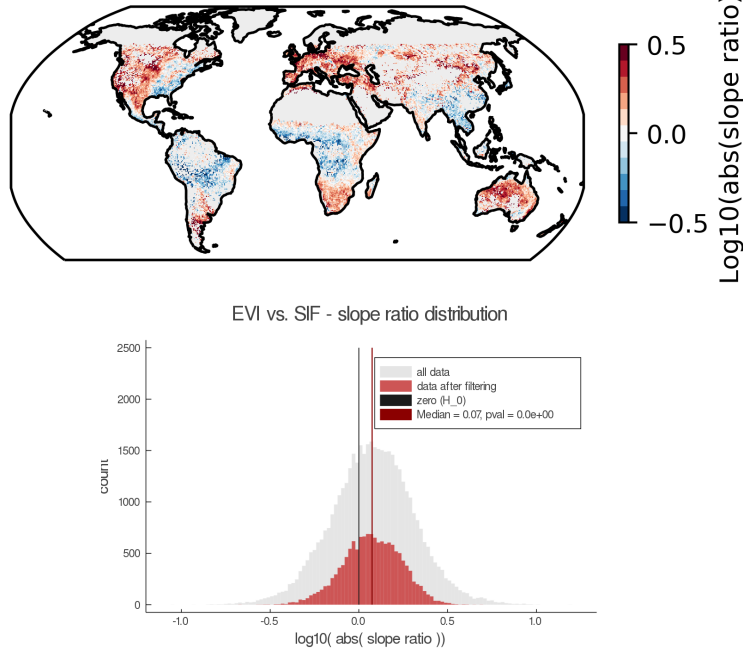 0.5
0.0
−0.5
Log10(abs(slope ratio)
EVI vs. SIF - slope ratio distribution
2500
2000
1500
1000
500
0
count
all data
data after filtering
zero (H_0)
Median = 0.07, pval = 0.0e+00
-1.0
-0.5
0.0
0.5
1.0
log10( abs( slope ratio ))